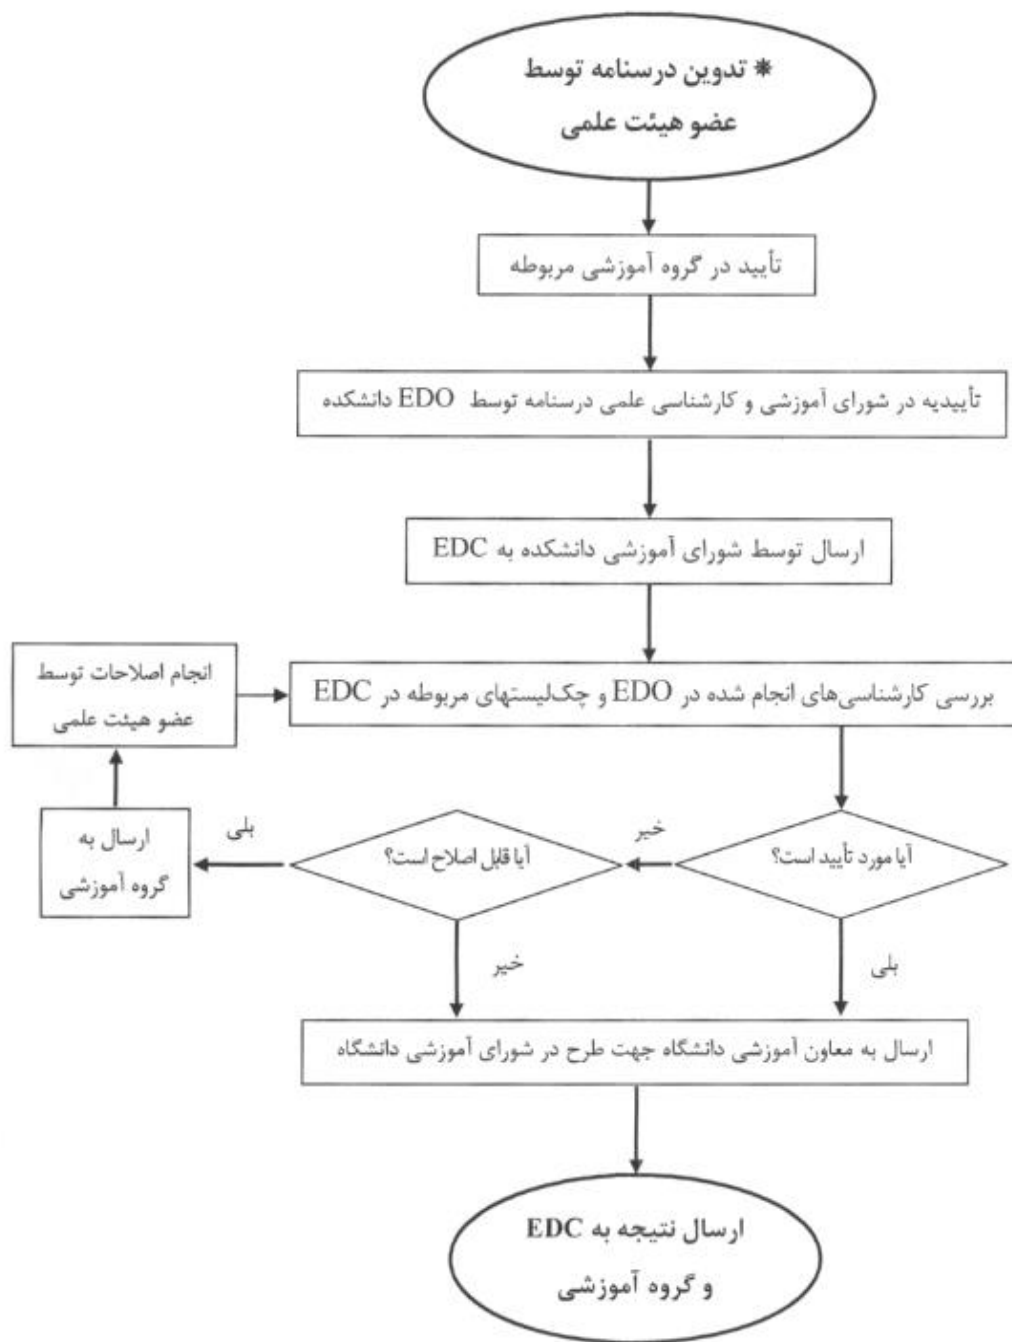 * تدوین درسنامه توسط
عضو هیئت علمی
تأیید در گروه آموزشی مربوطه
تأییدیه در شورای آموزشی و کارشناسی علمی درسنامه توسط EDO دانشکده
ارسال توسط شورای آموزشی دانشکده به EDC
بررسی کارشناسی‌های انجام شده در EDO و چک‌لیستهای مربوطه در EDC
انجام اصلاحات توسط
عضو هیئت علمی
آیا مورد تأیید است؟
خیر
آیا قابل اصلاح است؟
بلی
ارسال به
گروه آموزشی
بلی
خیر
ارسال به معاون آموزشی دانشگاه جهت طرح در شورای آموزشی دانشگاه
ارسال نتیجه به EDC
و گروه آموزشی